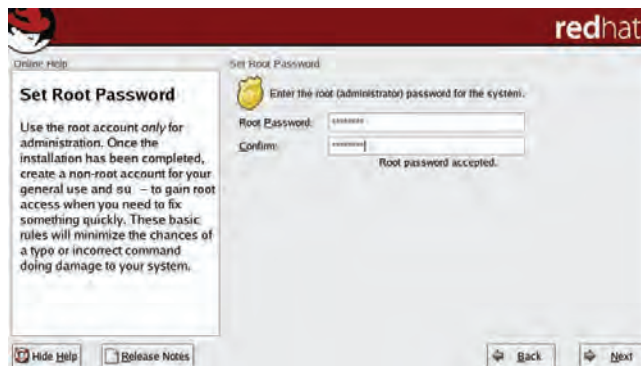 redhat
Online Help
Set Root Password
Use the root account only for
administration. Once the
installation has been completed,
create a non-root account for your
general use and su - to gain root
access when you need to fix
something quickly. These basic
rules will minimize the chances of
a typo or incorrect command
doing damage to your system.
Set Root Password
Enter the root (administrator) password for the system.
Root Password: ********
Confirm: ********
Root password accepted.
Hide Help
Release Notes
Back
Next